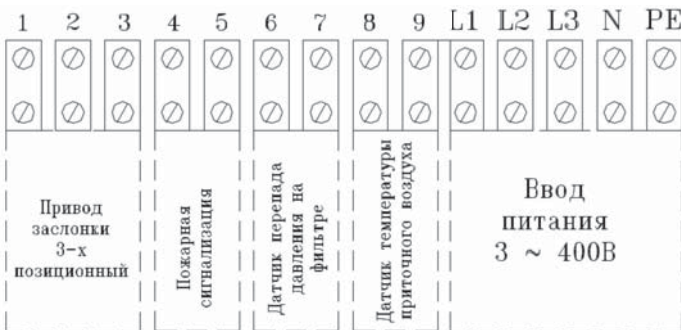 1 2 3 4 5 6 7 8 9 L1 L2 L3 N PE
Привод
заслонки
3-х
позиционный
Пожарная
сигнализация
Датчик перепада
давления на
фильтре
Датчик температуры
приточного воздуха
Ввод
питания
3 ~ 400В